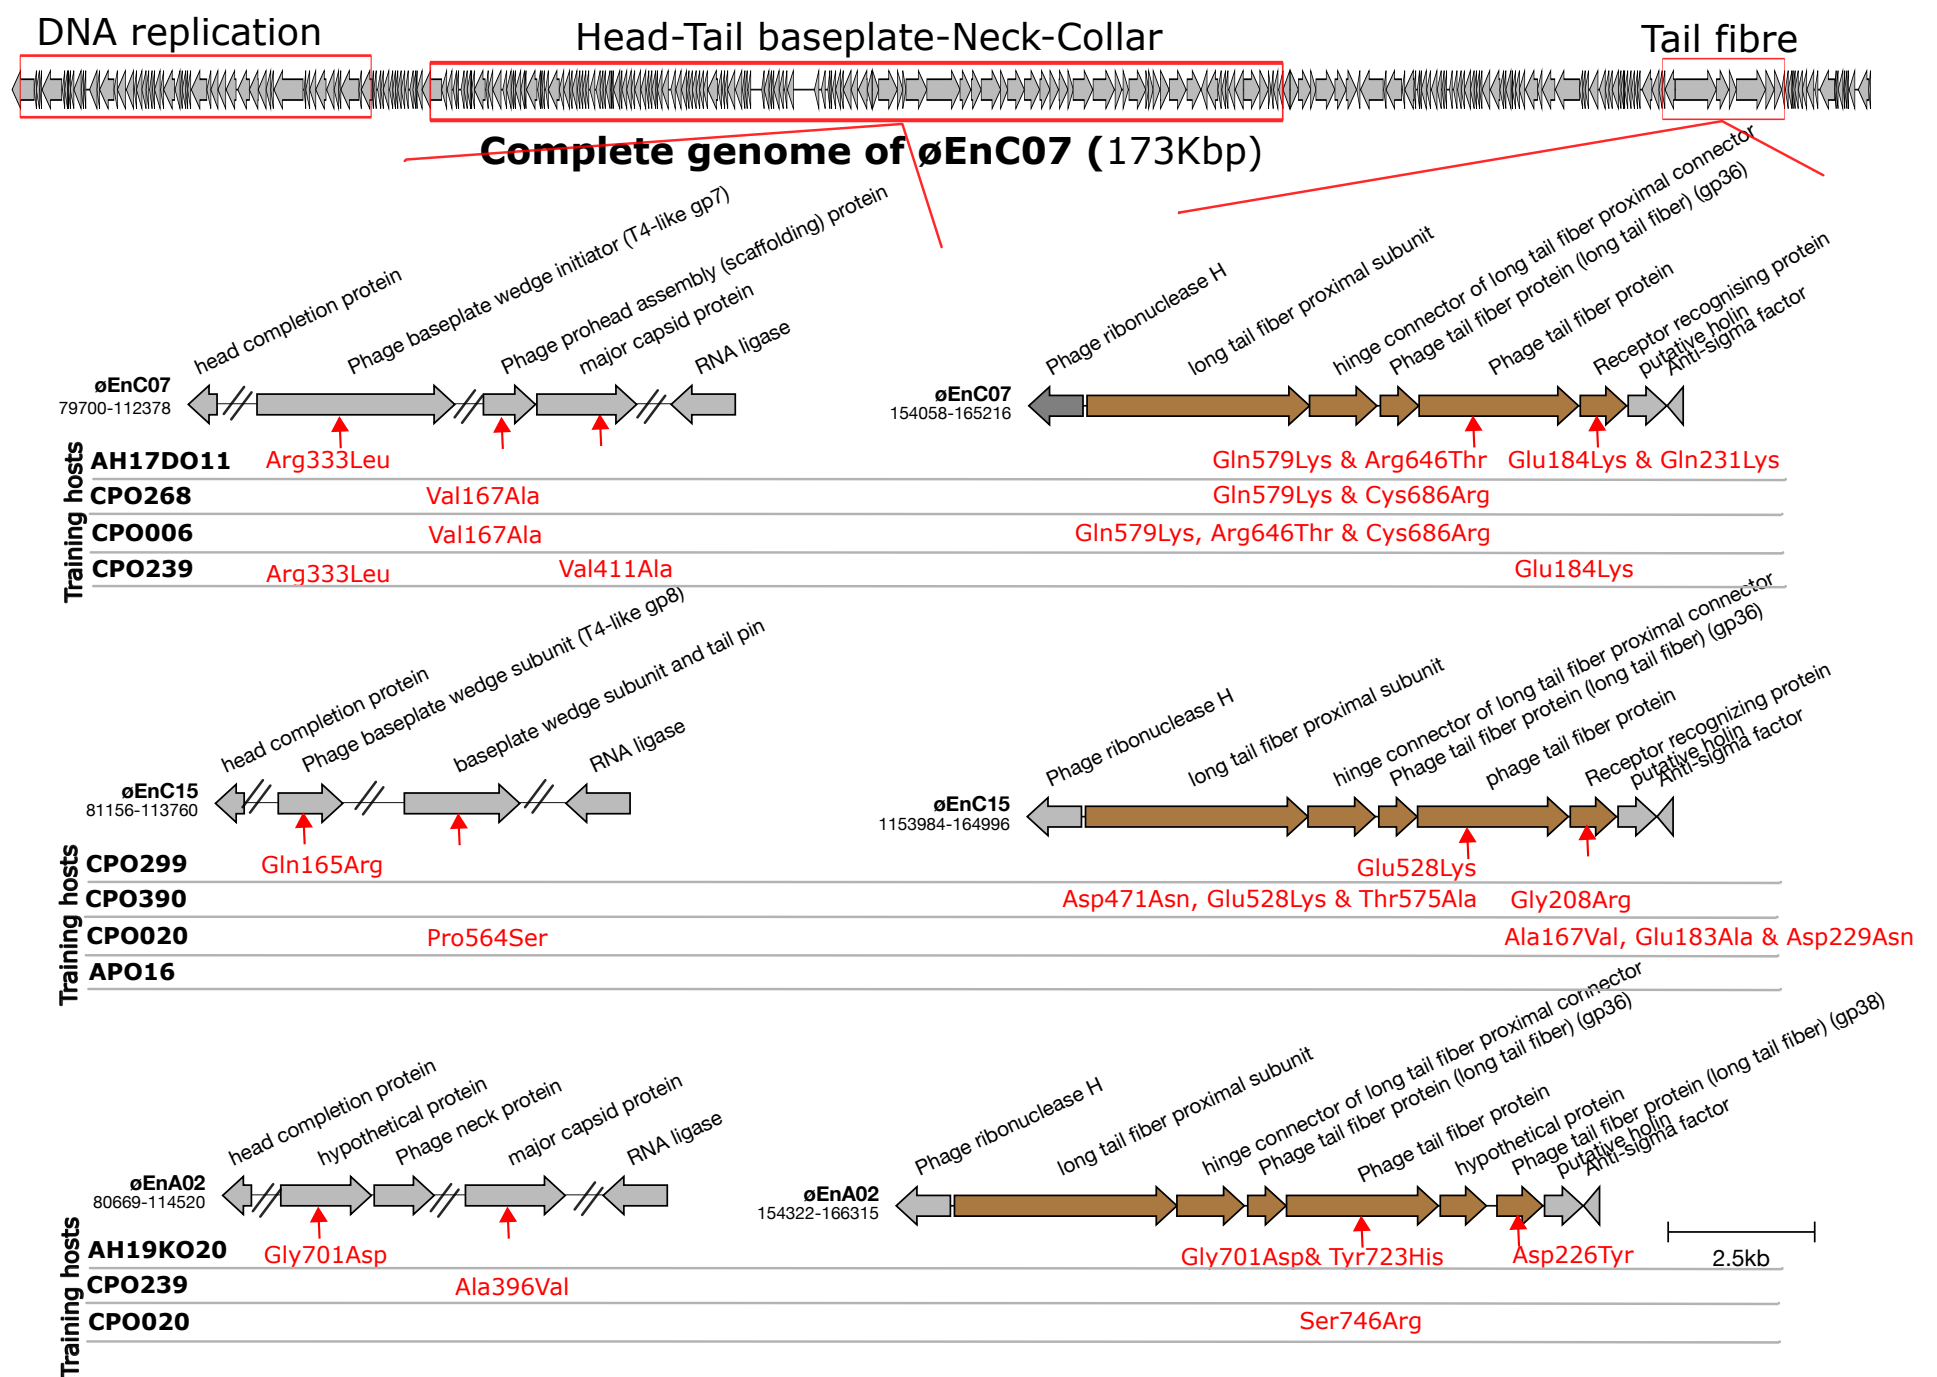 DNA replication
Head-Tail baseplate-Neck-Collar
Tail fibre
Complete genome of øEnC07 (173Kbp)
head completion protein
Phage baseplate wedge initiator (T4-like gp7)
Phage prohead assembly (scaffolding) protein
major capsid protein
RNA ligase
Phage ribonuclease H
long tail fiber proximal subunit
hinge connector of long tail fiber proximal connector
Phage tail fiber protein (long tail fiber) (gp36)
Phage tail fiber protein
Receptor recognising protein
putative holin
Anti-sigma factor
øEnC07
79700-112378
øEnC07
154058-165216
Training hosts
AH17DO11 Arg333Leu Gln579Lys & Arg646Thr Glu184Lys & Gln231Lys
CPO268 Val167Ala Gln579Lys & Cys686Arg
CPO006 Val167Ala Gln579Lys, Arg646Thr & Cys686Arg
CPO239 Arg333Leu Val411Ala Glu184Lys
head completion protein
Phage baseplate wedge subunit (T4-like gp8)
baseplate wedge subunit and tail pin
RNA ligase
Phage ribonuclease H
long tail fiber proximal subunit
hinge connector of long tail fiber proximal connector
Phage tail fiber protein (long tail fiber) (gp36)
phage tail fiber protein
Receptor recognizing protein
putative holin
Anti-sigma factor
øEnC15
81156-113760
øEnC15
1153984-164996
Training hosts
CPO299 Gln165Arg Glu528Lys
CPO390 Asp471Asn, Glu528Lys & Thr575Ala Gly208Arg
CPO020 Pro564Ser Ala167Val, Glu183Ala & Asp229Asn
APO16
head completion protein
hypothetical protein
Phage neck protein
major capsid protein
RNA ligase
Phage ribonuclease H
long tail fiber proximal subunit
hinge connector of long tail fiber proximal connector
Phage tail fiber protein (long tail fiber) (gp36)
Phage tail fiber protein
hypothetical protein
Phage tail fiber protein (long tail fiber) (gp38)
putative holin
Anti-sigma factor
øEnA02
80669-114520
øEnA02
154322-166315
Training hosts
AH19KO20 Gly701Asp Gly701Asp& Tyr723His Asp226Tyr
2.5kb
CPO239 Ala396Val
CPO020 Ser746Arg